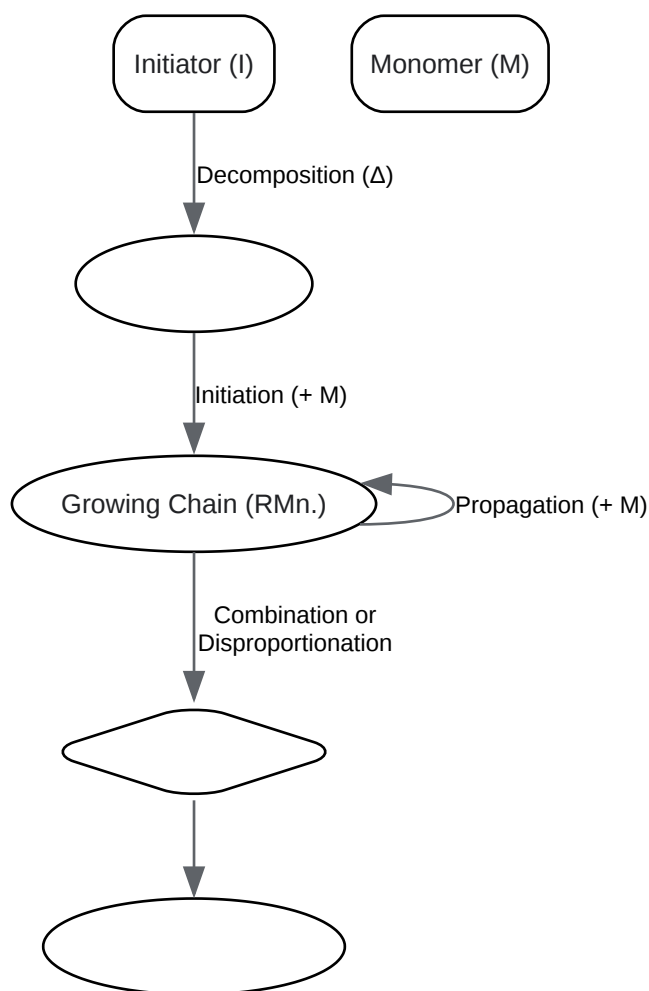 Initiator (I)
Monomer (M)
Decomposition (Δ)
Initiation (+ M)
Growing Chain (RMn.)
Propagation (+ M)
Combination or
Disproportionation